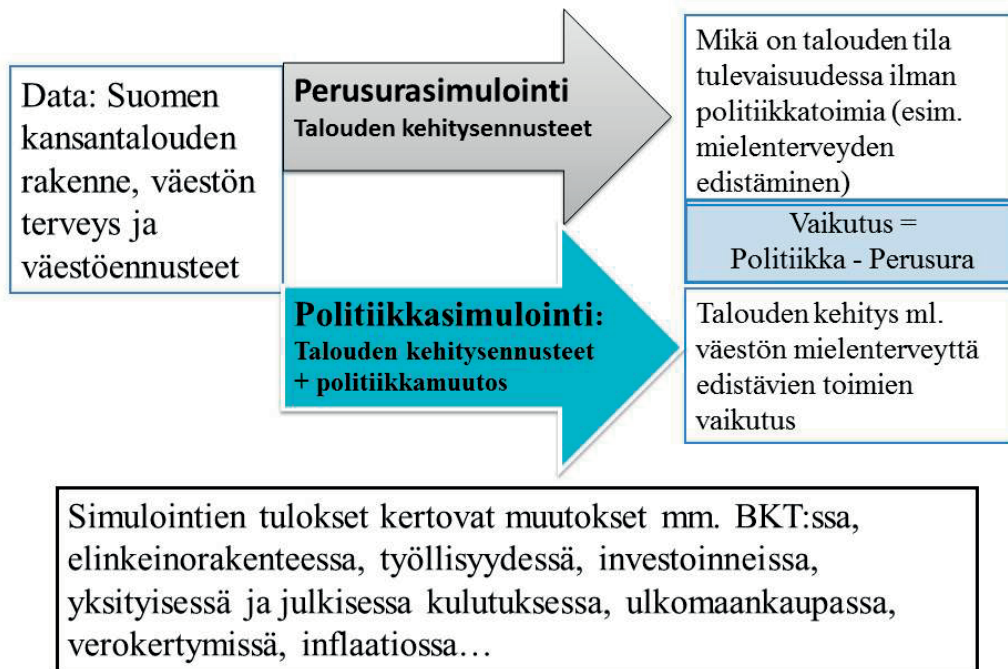 Data: Suomen
kansantalouden
rakenne, väestön
terveys ja
väestöennusteet
Perusurasimulointi
Talouden kehitysennusteet
Mikä on talouden tila
tulevaisuudessa ilman
politiikkatoimia (esim.
mielenterveyden
edistäminen)
Vaikutus =
Politiikka - Perusura
Politiikkasimulointi:
Talouden kehitysennusteet
+ politiikkamuutos
Talouden kehitys ml.
väestön mielenterveyttä
edistävien toimien
vaikutus
Simulointien tulokset kertovat muutokset mm. BKT:ssa,
elinkeinorakenteessa, työllisyydessä, investoinneissa,
yksityisessä ja julkisessa kulutuksessa, ulkomaankaupassa,
verokertymissä, inflaatiossa…